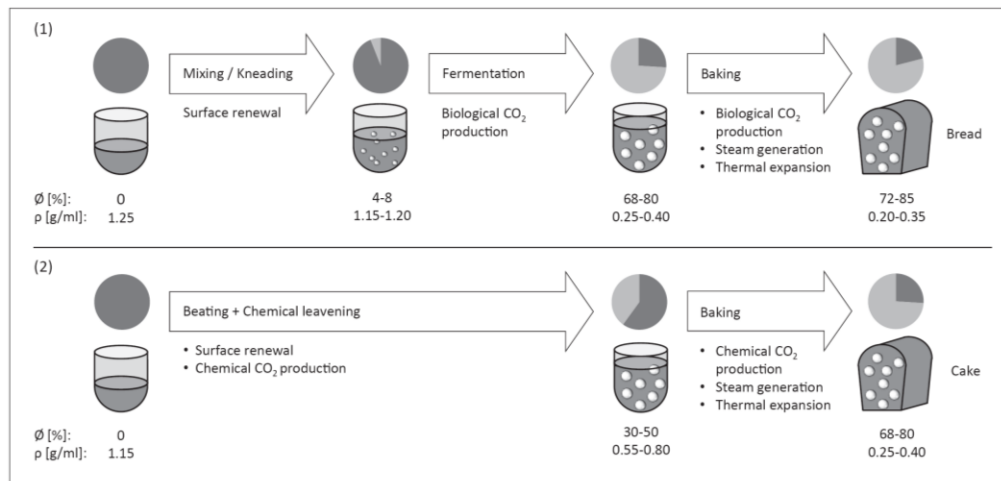 (1)
Mixing / Kneading
Surface renewal
Fermentation
Biological CO₂
production
Baking
• Biological CO₂
production
• Steam generation
• Thermal expansion
Bread
Ø [%]: 0 4-8 68-80 72-85
ρ [g/ml]: 1.25 1.15-1.20 0.25-0.40 0.20-0.35
(2)
Beating + Chemical leavening
• Surface renewal
• Chemical CO₂ production
Baking
• Chemical CO₂
production
• Steam generation
• Thermal expansion
Cake
Ø [%]: 0 30-50 68-80
ρ [g/ml]: 1.15 0.55-0.80 0.25-0.40